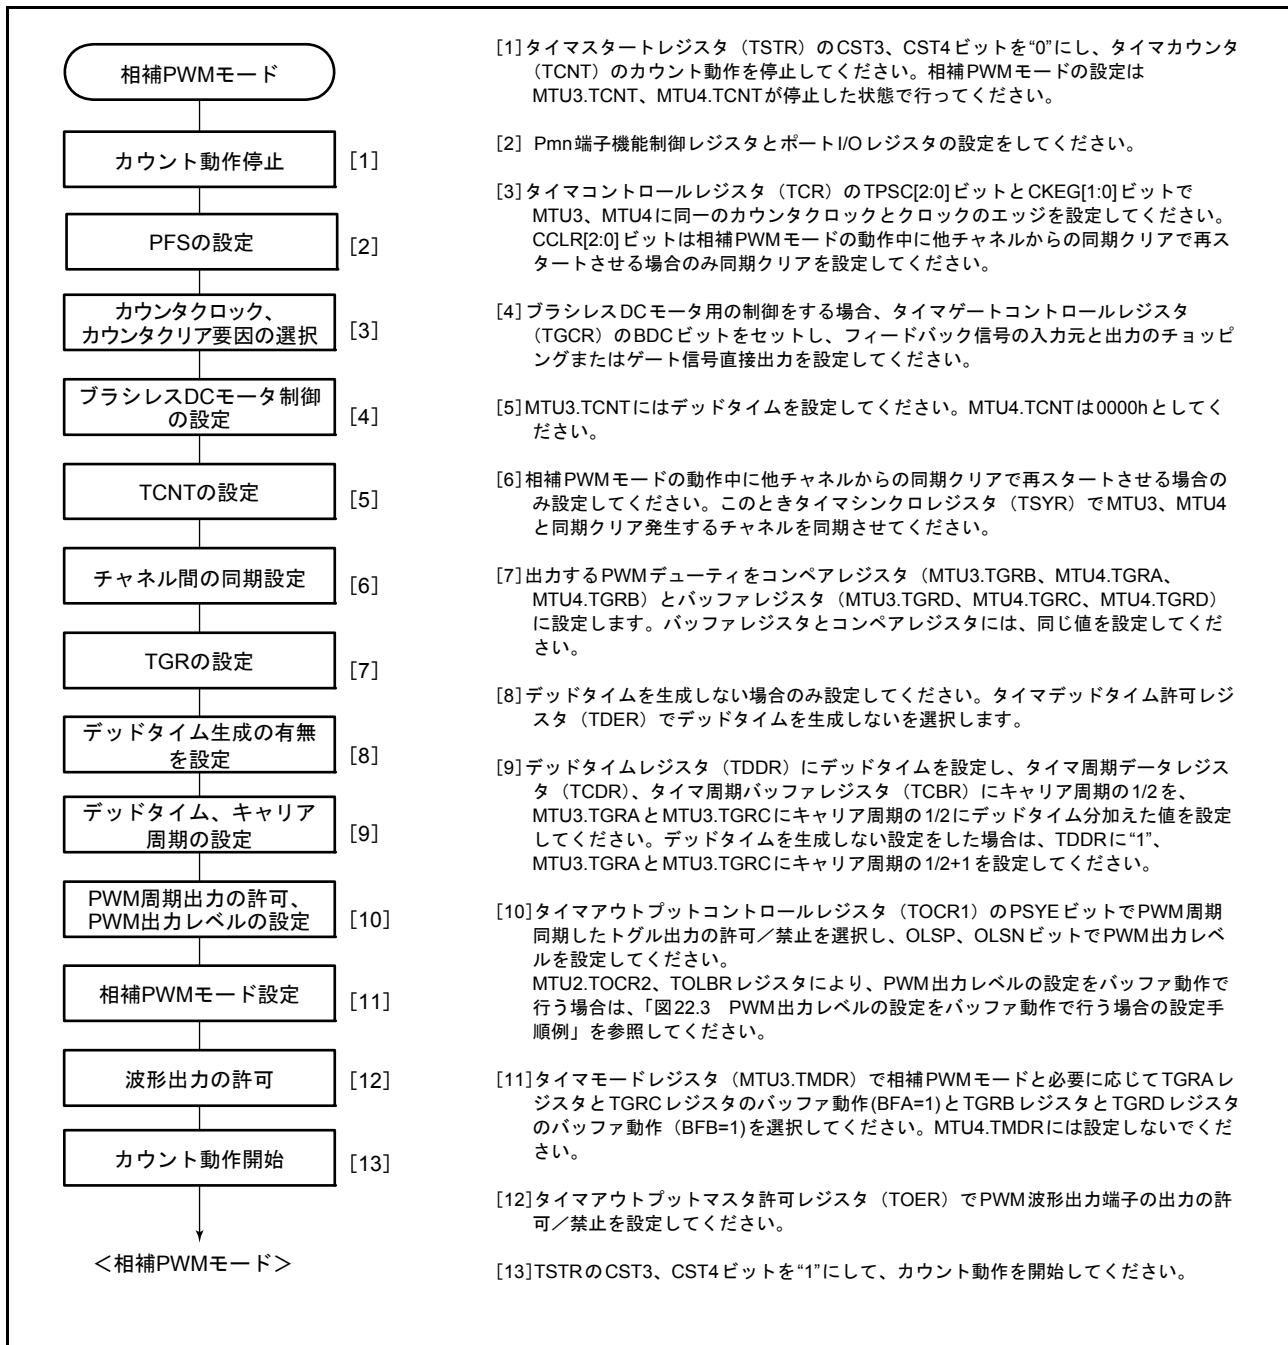 相補PWMモード
カウント動作停止
[1]
PFSの設定
[2]
カウンタクロック、
カウンタクリア要因の選択
[3]
ブラシレスDCモータ制御
の設定
[4]
TCNTの設定
[5]
チャネル間の同期設定
[6]
TGRの設定
[7]
デッドタイム生成の有無
を設定
[8]
デッドタイム、キャリア
周期の設定
[9]
PWM周期出力の許可、
PWM出力レベルの設定
[10]
相補PWMモード設定
[11]
波形出力の許可
[12]
カウント動作開始
[13]
＜相補PWMモード＞
[1]タイマスタートレジスタ（TSTR）のCST3、CST4ビットを“0”にし、タイマカウンタ
（TCNT）のカウント動作を停止してください。相補PWMモードの設定は
MTU3.TCNT、MTU4.TCNTが停止した状態で行ってください。
[2] Pmn端子機能制御レジスタとポートI/Oレジスタの設定をしてください。
[3]タイマコントロールレジスタ（TCR）のTPSC[2:0]ビットとCKEG[1:0]ビットで
MTU3、MTU4に同一のカウンタクロックとクロックのエッジを設定してください。
CCLR[2:0]ビットは相補PWMモードの動作中に他チャネルからの同期クリアで再ス
タートさせる場合のみ同期クリアを設定してください。
[4]ブラシレスDCモータ用の制御をする場合、タイマゲートコントロールレジスタ
（TGCR）のBDCビットをセットし、フィードバック信号の入力元と出力のチョッピ
ングまたはゲート信号直接出力を設定してください。
[5]MTU3.TCNTにはデッドタイムを設定してください。MTU4.TCNTは0000hとしてく
ださい。
[6]相補PWMモードの動作中に他チャネルからの同期クリアで再スタートさせる場合の
み設定してください。このときタイマシンクロレジスタ（TSYR）でMTU3、MTU4
と同期クリア発生するチャネルを同期させてください。
[7]出力するPWMデューティをコンペアレジスタ（MTU3.TGRB、MTU4.TGRA、
MTU4.TGRB）とバッファレジスタ（MTU3.TGRD、MTU4.TGRC、MTU4.TGRD）
に設定します。バッファレジスタとコンペアレジスタには、同じ値を設定してくだ
さい。
[8]デッドタイムを生成しない場合のみ設定してください。タイマデッドタイム許可レジ
スタ（TDER）でデッドタイムを生成しないを選択します。
[9]デッドタイムレジスタ（TDDR）にデッドタイムを設定し、タイマ周期データレジス
タ（TCDR）、タイマ周期バッファレジスタ（TCBR）にキャリア周期の1/2を、
MTU3.TGRAとMTU3.TGRCにキャリア周期の1/2にデッドタイム分加えた値を設定
してください。デッドタイムを生成しない設定をした場合は、TDDRに“1”、
MTU3.TGRAとMTU3.TGRCにキャリア周期の1/2+1を設定してください。
[10]タイマアウトプットコントロールレジスタ（TOCR1）のPSYEビットでPWM周期
同期したトグル出力の許可／禁止を選択し、OLSP、OLSNビットでPWM出力レベ
ルを設定してください。
MTU2.TOCR2、TOLBRレジスタにより、PWM出力レベルの設定をバッファ動作で
行う場合は、「図22.3　PWM出力レベルの設定をバッファ動作で行う場合の設定手
順例」を参照してください。
[11]タイマモードレジスタ（MTU3.TMDR）で相補PWMモードと必要に応じてTGRAレ
ジスタとTGRCレジスタのバッファ動作(BFA=1)とTGRBレジスタとTGRDレジスタ
のバッファ動作（BFB=1)を選択してください。MTU4.TMDRには設定しないでくだ
さい。
[12]タイマアウトプットマスタ許可レジスタ（TOER）でPWM波形出力端子の出力の許
可／禁止を設定してください。
[13]TSTRのCST3、CST4ビットを“1”にして、カウント動作を開始してください。